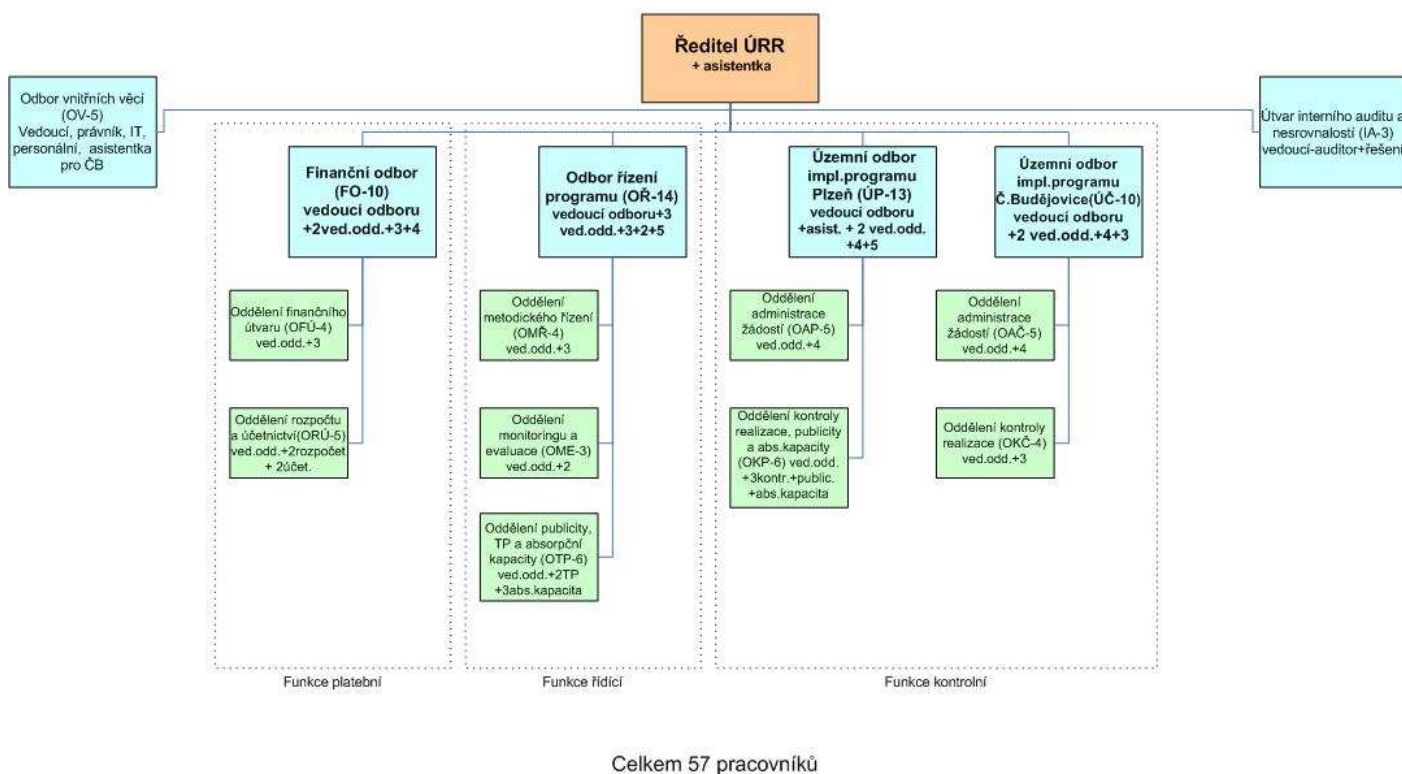 Ředitel ÚRR
+ asistentka
Odbor vnitřních věcí
(OV-5)
Vedoucí, právník, IT,
personální, asistentka
pro ČB
Útvar interního auditu a
nesrovnalostí (IA-3)
vedoucí-auditor+řešení
Finanční odbor
(FO-10)
vedoucí odboru
+2ved.odd.+3+4
Odbor řízení
programu (OŘ-14)
vedoucí odboru+3
ved.odd.+3+2+5
Územní odbor
impl.programu
Plzeň (ÚP-13)
vedoucí odboru
+asist. + 2 ved.odd.
+4+5
Územní odbor
impl.programu
Č.Budějovice(ÚČ-10)
vedoucí odboru
+2 ved.odd.+4+3
Oddělení finančního
útvaru (OFÚ-4)
ved.odd.+3
Oddělení rozpočtu
a účetnictví(ORÚ-5)
ved.odd.+2rozpočet
+ 2účet.
Oddělení
metodického řízení
(OMŘ-4)
ved.odd.+3
Oddělení
monitoringu a
evaluace (OME-3)
ved.odd.+2
Oddělení publicity,
TP a absorpční
kapacity (OTP-6)
ved.odd.+2TP
+3abs.kapacita
Oddělení
administrace
žádostí (OAP-5)
ved.odd.+4
Oddělení kontroly
realizace, publicity
a abs.kapacity
(OKP-6) ved.odd.
+3kontr.+public.
+abs.kapacita
Oddělení
administrace
žádostí (OAČ-5)
ved.odd.+4
Oddělení kontroly
realizace (OKČ-4)
ved.odd.+3
Funkce platební
Funkce řídící
Funkce kontrolní
Celkem 57 pracovníků